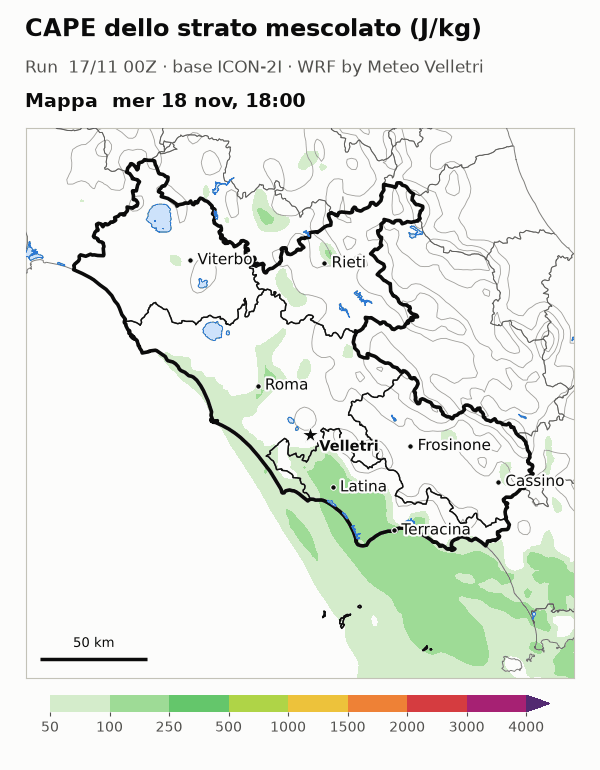 CAPE dello strato mescolato (J/kg)
Run  17/11 00Z · base ICON-2I · WRF by Meteo Velletri
Mappa  mer 18 nov, 18:00
Viterbo
Rieti
Roma
Velletri
Frosinone
Latina
Cassino
Terracina
50 km
50 100 250 500 1000 1500 2000 3000 4000